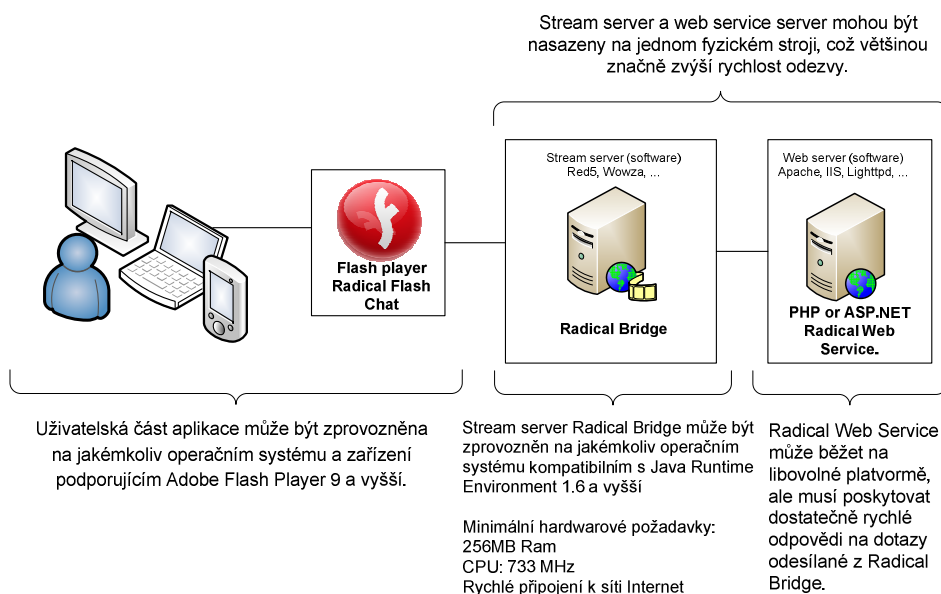 Stream server a web service server mohou být
nasazeny na jednom fyzickém stroji, což většinou
značně zvýší rychlost odezvy.
Stream server (software)
Red5, Wowza, ...
Web server (software)
Apache, IIS, Lighttpd, ...
Flash player
Radical Flash
Chat
Radical Bridge
PHP or ASP.NET
Radical Web
Service.
Uživatelská část aplikace může být zprovozněna
na jakémkoliv operačním systému a zařízení
podporujícím Adobe Flash Player 9 a vyšší.
Stream server Radical Bridge může být
zprovozněn na jakémkoliv operačním
systému kompatibilním s Java Runtime
Environment 1.6 a vyšší
Minimální hardwarové požadavky:
256MB Ram
CPU: 733 MHz
Rychlé připojení k síti Internet
Radical Web Service
může běžet na
libovolné platvormě,
ale musí poskytovat
dostatečně rychlé
odpovědi na dotazy
odesílané z Radical
Bridge.